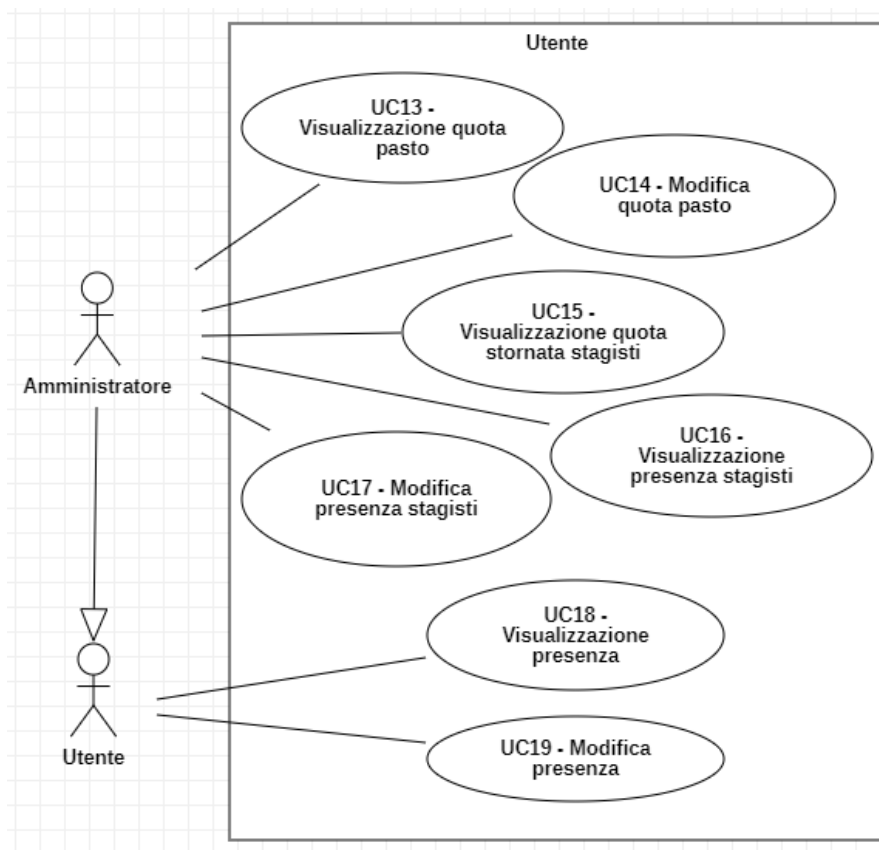 Utente
UC13 -
Visualizzazione quota
pasto
UC14 - Modifica
quota pasto
UC15 -
Visualizzazione quota
stornata stagisti
Amministratore
UC16 -
Visualizzazione
presenza stagisti
UC17 - Modifica
presenza stagisti
UC18 -
Visualizzazione
presenza
Utente
UC19 - Modifica
presenza